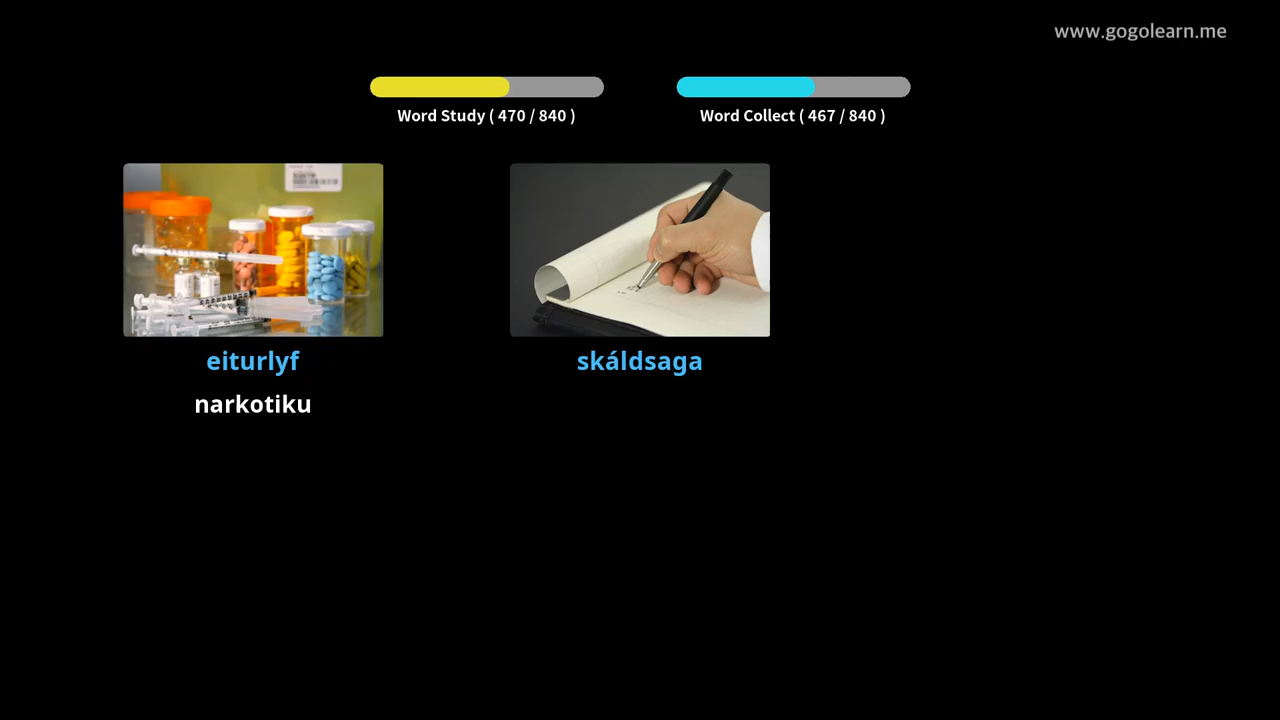 www.gogolearn.me
Word Study ( 470 / 840 )
Word Collect ( 467 / 840 )
eiturlyf
skáldsaga
narkotiku